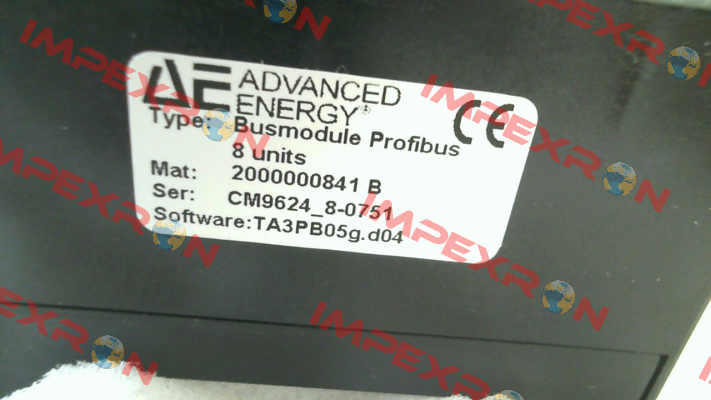 IMPEXRON
IMPEXRON
IMPEXRON
AE ADVANCED
ENERGY®
CE
Type: Busmodule Profibus
8 units
Mat: 2000000841 B
Ser: CM9624_8-0751
Software:TA3PB05g.d04
IMPEXRON
IMPEXRON
IMPEXRON
IMPEXRON